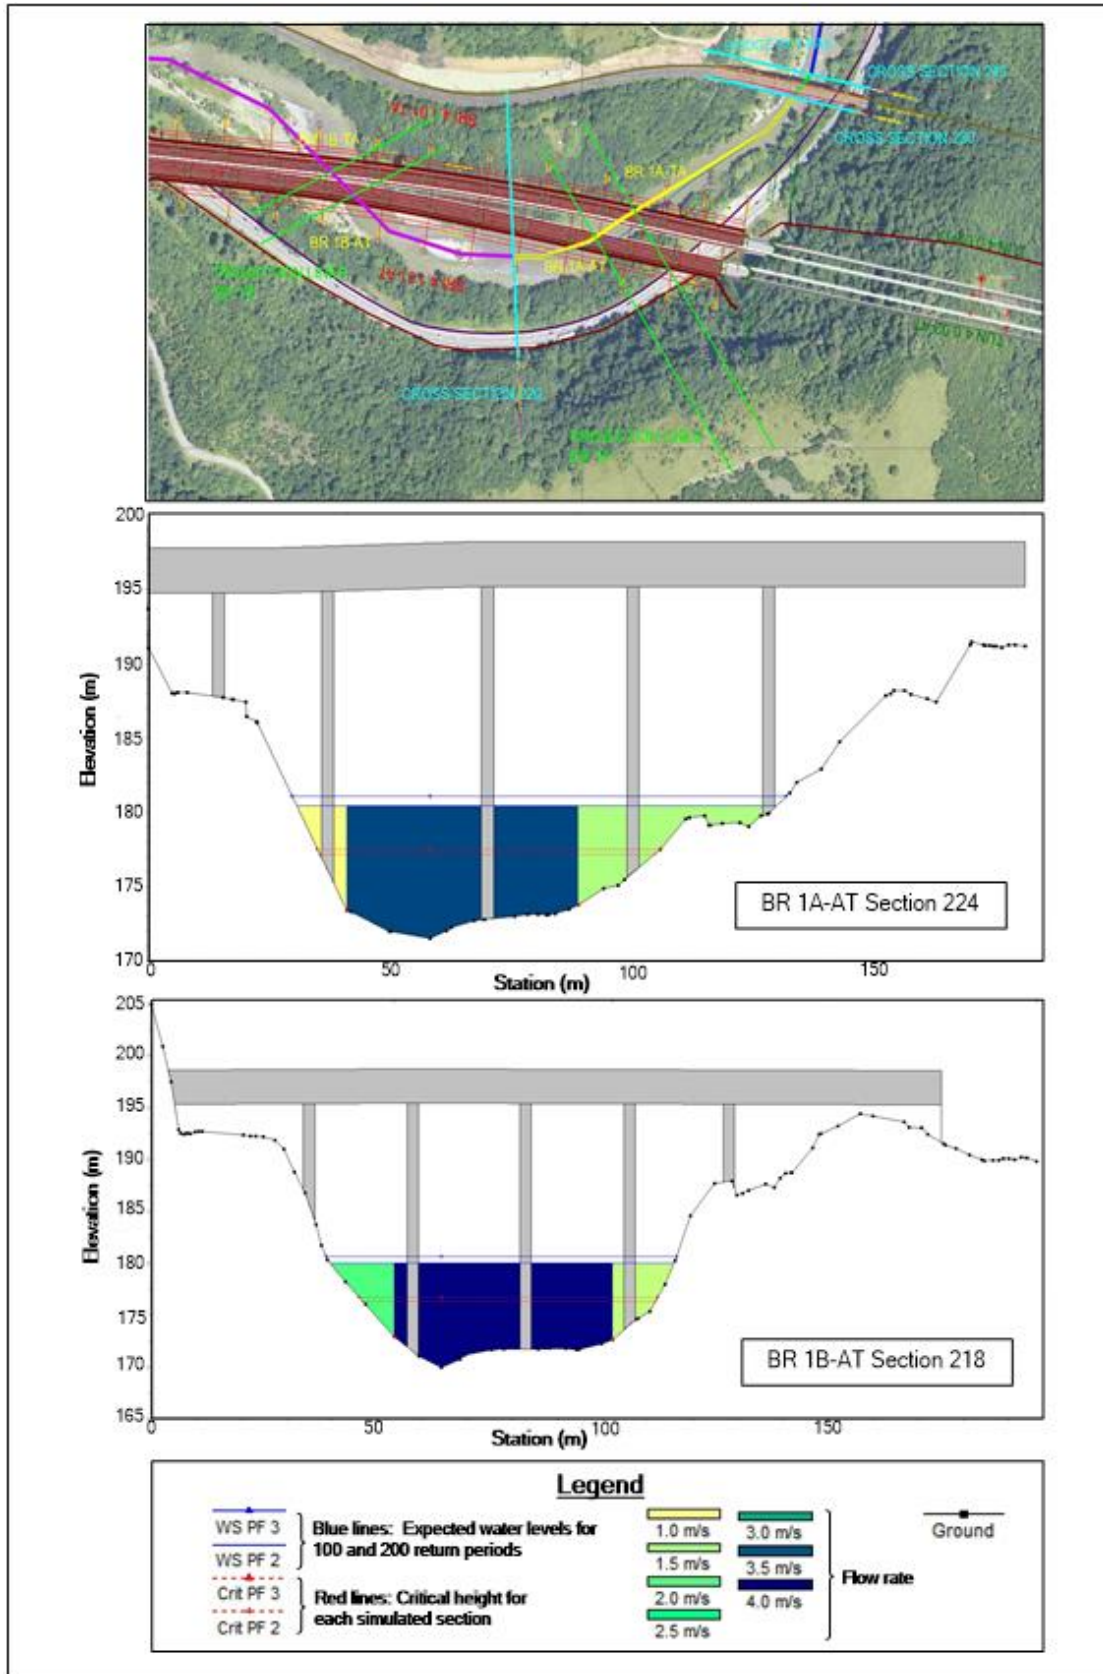 CROSS SECTION 230
BR 1B-TA
BR 1A-TA
BR 1B-AT
BR 1A-AT
CROSS SECTION 220
200
195
190
185
180
175
170
Elevation (m)
0
50
100
150
Station (m)
BR 1A-AT Section 224
205
200
195
190
185
180
175
170
165
Elevation (m)
0
50
100
150
Station (m)
BR 1B-AT Section 218
Legend
WS PF 3
WS PF 2
Blue lines: Expected water levels for
100 and 200 return periods
Crit PF 3
Crit PF 2
Red lines: Critical height for
each simulated section
1.0 m/s
1.5 m/s
2.0 m/s
2.5 m/s
3.0 m/s
3.5 m/s
4.0 m/s
Flow rate
Ground